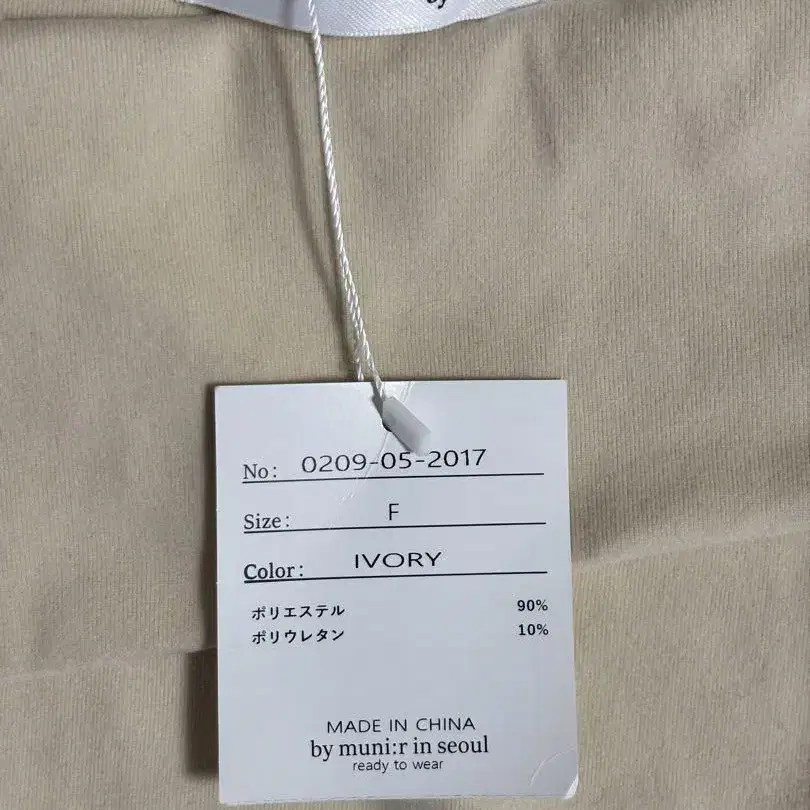 by
No: 0209-05-2017
Size: F
Color: IVORY
ポリエステル 90%
ポリウレタン 10%
MADE IN CHINA
by muni:r in seoul
ready to wear